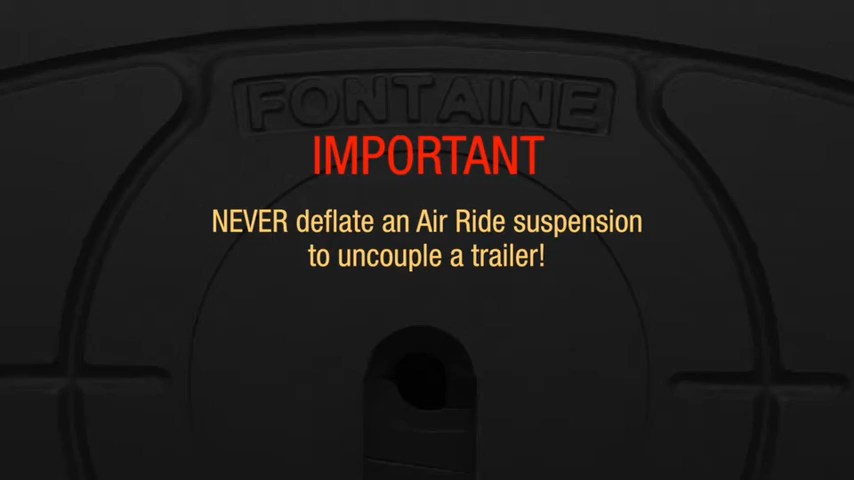 FONTAINE
IMPORTANT
NEVER deflate an Air Ride suspension
to uncouple a trailer!